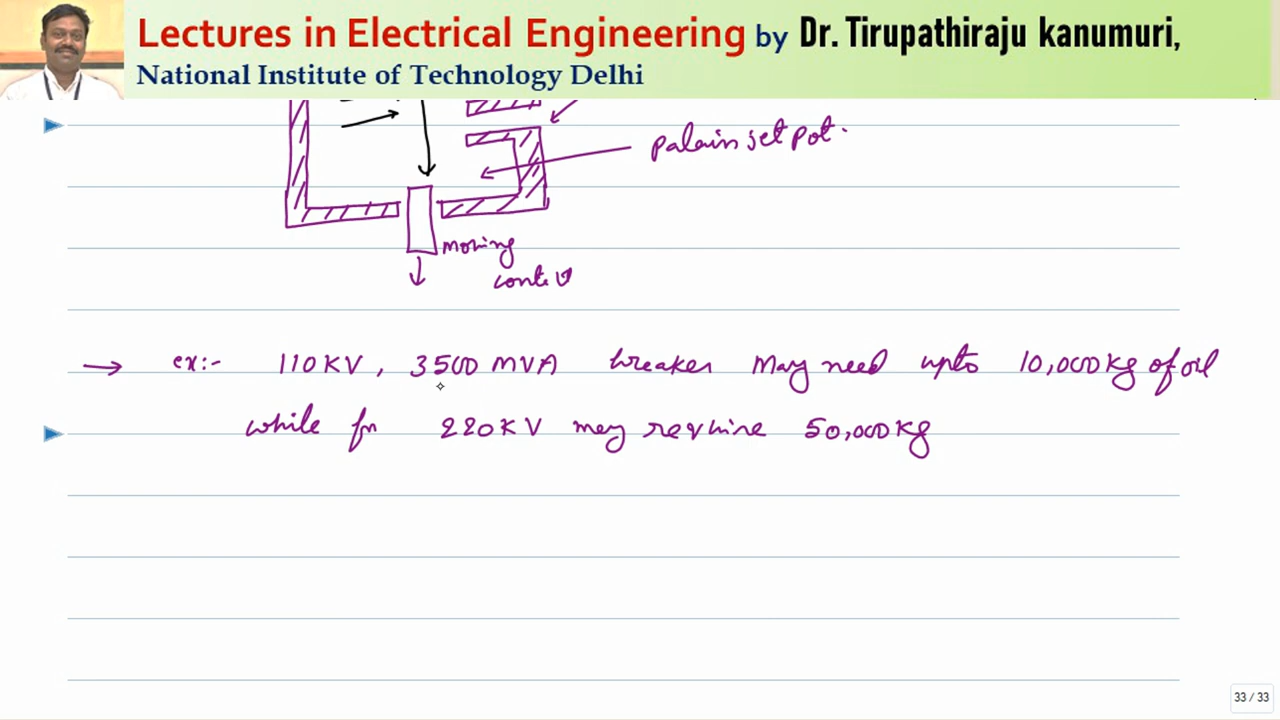 Lectures in Electrical Engineering by Dr. Tirupathiraju kanumuri,
National Institute of Technology Delhi
palain set pot.
moving
→ ex:- 110KV, 3500 MVA breaker May need upto 10,000Kg of oil
while for 220KV may require 50,000Kg
33 / 33